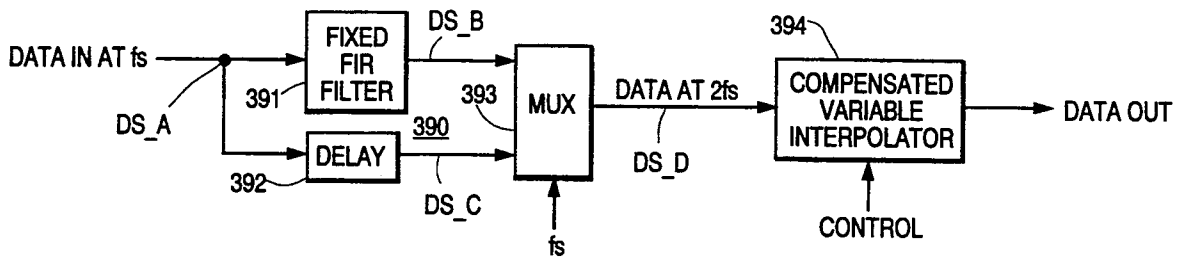 DATA IN AT fs
DS_A
FIXED
FIR
FILTER
391
DS_B
DELAY
392
390
DS_C
393
MUX
fs
DATA AT 2fs
DS_D
394
COMPENSATED
VARIABLE
INTERPOLATOR
CONTROL
DATA OUT